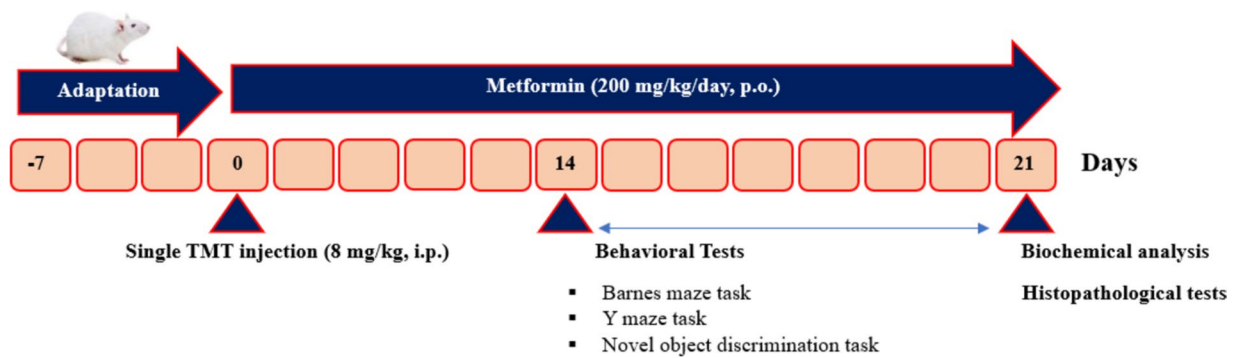 Adaptation
Metformin (200 mg/kg/day, p.o.)
-7 0 14 21 Days
Single TMT injection (8 mg/kg, i.p.)
Behavioral Tests
Biochemical analysis
▪ Barnes maze task
Histopathological tests
▪ Y maze task
▪ Novel object discrimination task